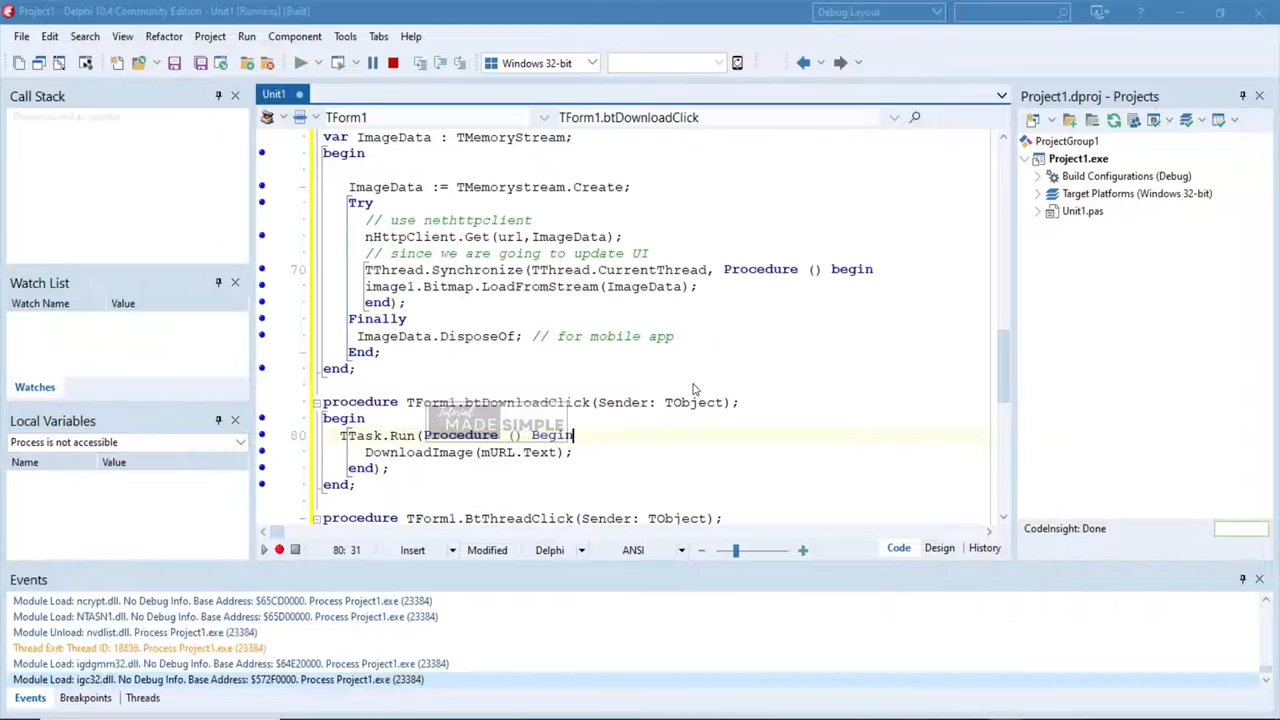 Project1 - Delphi 10.4 Community Edition - Unit1 [Running] [Built]
Debug Layout
File Edit Search View Refactor Project Run Component Tools Tabs Help
Windows 32-bit
Call Stack
Unit1
TForm1
TForm1.btDownloadClick
var ImageData : TMemoryStream;
begin
ImageData := TMemorystream.Create;
Try
// use nethttpclient
nHttpClient.Get(url,ImageData);
// since we are going to update UI
70
TThread.Synchronize(TThread.CurrentThread, Procedure () begin
image1.Bitmap.LoadFromStream(ImageData);
end);
Finally
ImageData.DisposeOf; // for mobile app
End;
end;
procedure TForm1.btDownloadClick(Sender: TObject);
begin
Tutorial
MADE SIMPLE
80
TTask.Run(Procedure () Begin
DownloadImage(mURL.Text);
end);
end;
procedure TForm1.BtThreadClick(Sender: TObject);
80: 31 Insert Modified Delphi ANSI
Code Design History
Watch List
Watch Name Value
Watches
Local Variables
Process is not accessible
Name Value
Project1.dproj - Projects
ProjectGroup1
Project1.exe
Build Configurations (Debug)
Target Platforms (Windows 32-bit)
Unit1.pas
CodeInsight: Done
Events
Module Load: ncrypt.dll. No Debug Info. Base Address: $65CD0000. Process Project1.exe (23384)
Module Load: NTASN1.dll. No Debug Info. Base Address: $65D00000. Process Project1.exe (23384)
Module Unload: nvdlist.dll. Process Project1.exe (23384)
Thread Exit: Thread ID: 18836. Process Project1.exe (23384)
Module Load: igdgmm32.dll. No Debug Info. Base Address: $64E20000. Process Project1.exe (23384)
Module Load: igc32.dll. No Debug Info. Base Address: $572F0000. Process Project1.exe (23384)
Events Breakpoints Threads